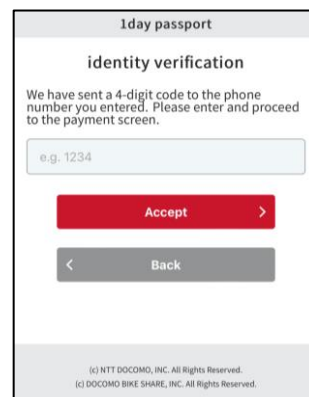 1day passport
identity verification
We have sent a 4-digit code to the phone
number you entered. Please enter and proceed
to the payment screen.
e.g. 1234
Accept
Back
(c) NTT DOCOMO, INC. All Rights Reserved.
(c) DOCOMO BIKE SHARE, INC. All Rights Reserved.